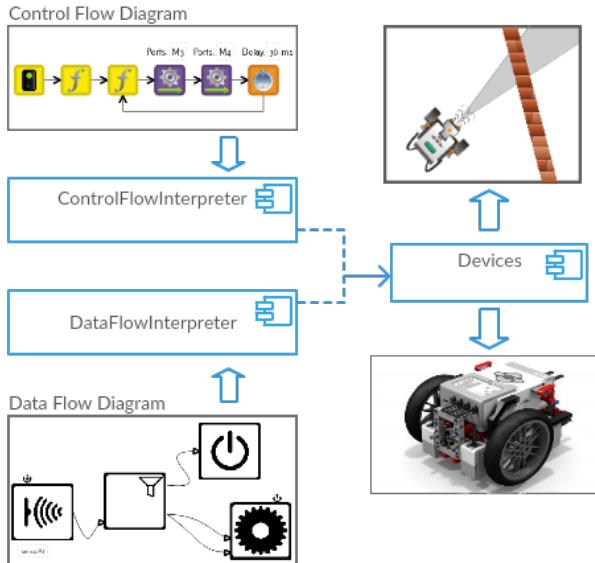 Control Flow Diagram
Ports: M3 Ports: M4 Delay: 30 ms
ControlFlowInterpreter
Devices
DataFlowInterpreter
Data Flow Diagram